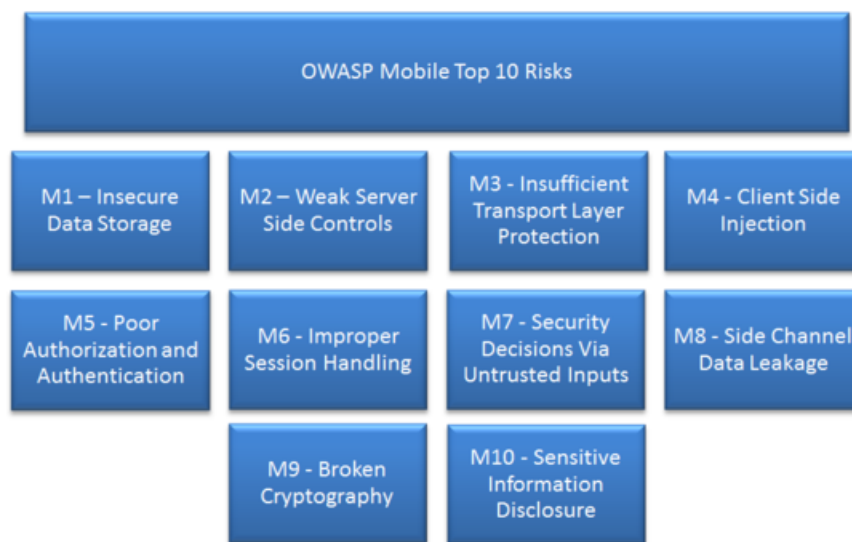 OWASP Mobile Top 10 Risks
M1 – Insecure
Data Storage
M2 – Weak Server
Side Controls
M3 - Insufficient
Transport Layer
Protection
M4 - Client Side
Injection
M5 - Poor
Authorization and
Authentication
M6 - Improper
Session Handling
M7 - Security
Decisions Via
Untrusted Inputs
M8 - Side Channel
Data Leakage
M9 - Broken
Cryptography
M10 - Sensitive
Information
Disclosure